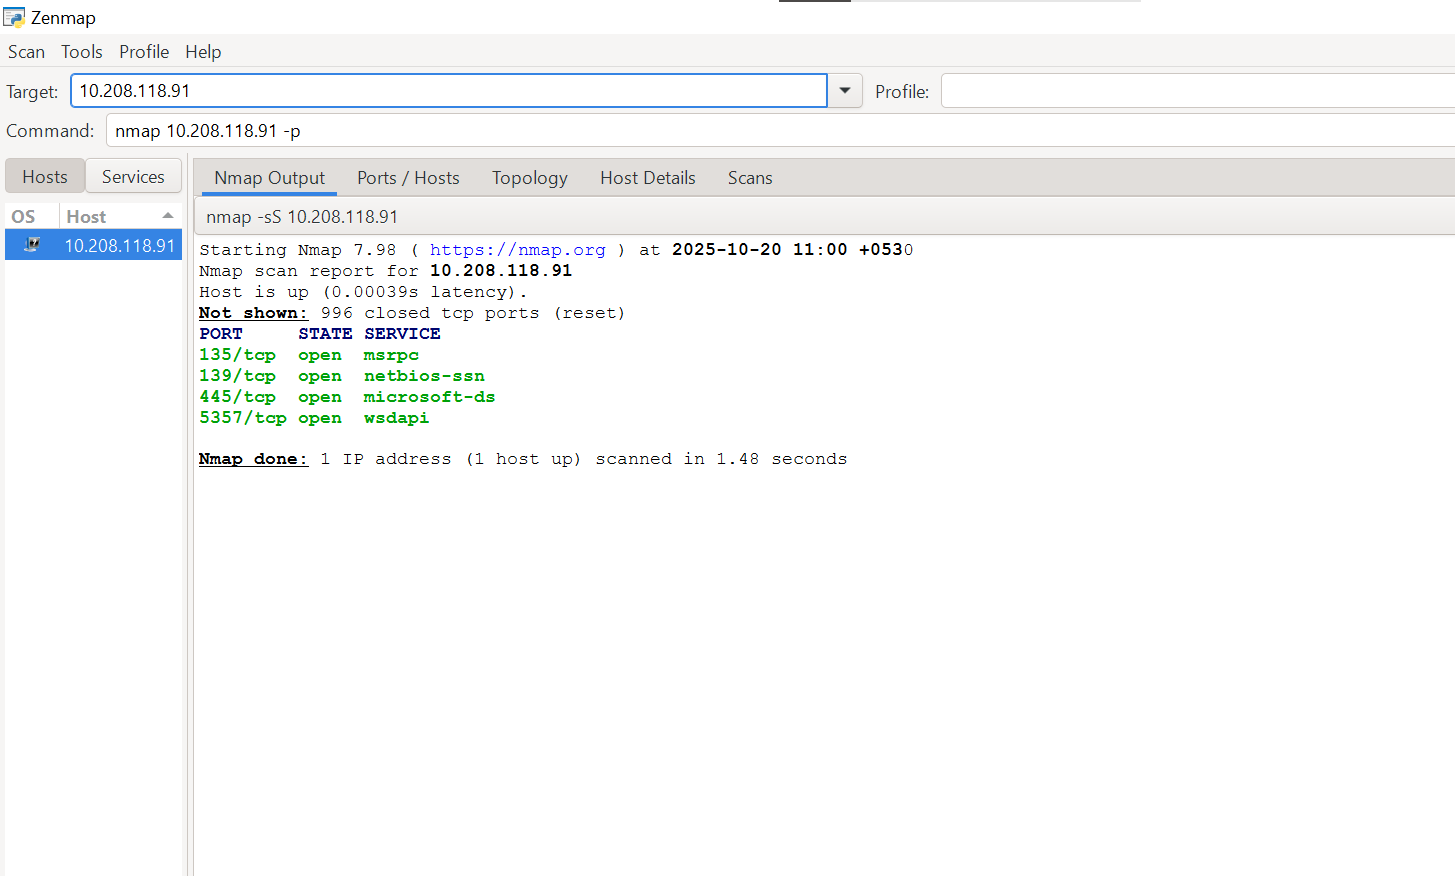 Zenmap
Scan Tools Profile Help
Target: 10.208.118.91 Profile:
Command: nmap 10.208.118.91 -p
Hosts Services Nmap Output Ports / Hosts Topology Host Details Scans
OS Host
nmap -sS 10.208.118.91
10.208.118.91
Starting Nmap 7.98 ( https://nmap.org ) at 2025-10-20 11:00 +0530
Nmap scan report for 10.208.118.91
Host is up (0.00039s latency).
Not shown: 996 closed tcp ports (reset)
PORT STATE SERVICE
135/tcp open msrpc
139/tcp open netbios-ssn
445/tcp open microsoft-ds
5357/tcp open wsdapi
Nmap done: 1 IP address (1 host up) scanned in 1.48 seconds